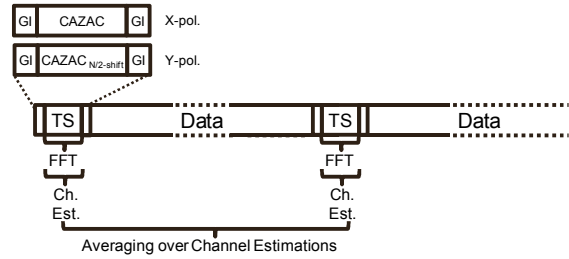 GI CAZAC GI X-pol.
GI CAZAC N/2-shift GI Y-pol.
TS Data TS Data
FFT FFT
Ch. Est. Ch. Est.
Averaging over Channel Estimations